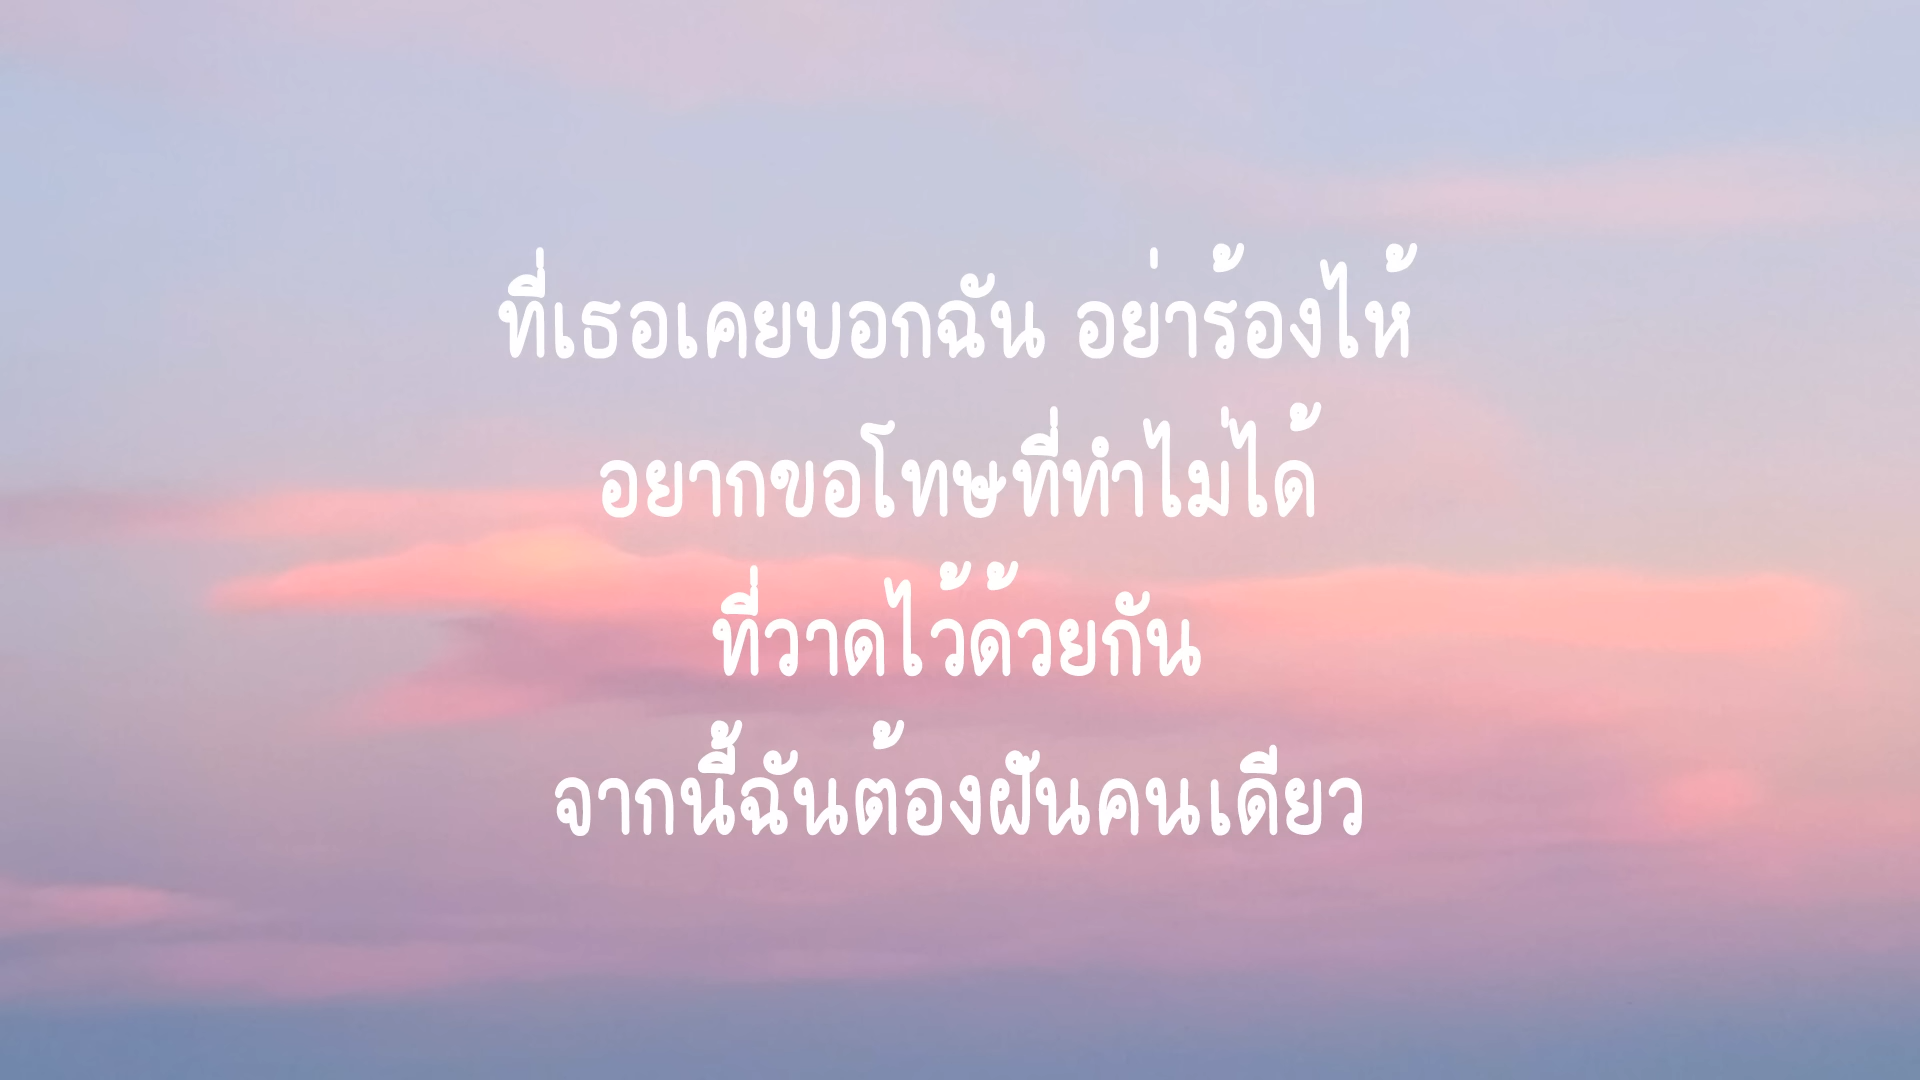 ที่เธอเคยบอกฉัน อย่าร้องไห้
อยากขอโทษที่ทำไม่ได้
ที่วาดไว้ด้วยกัน
จากนี้ฉันต้องฝันคนเดียว